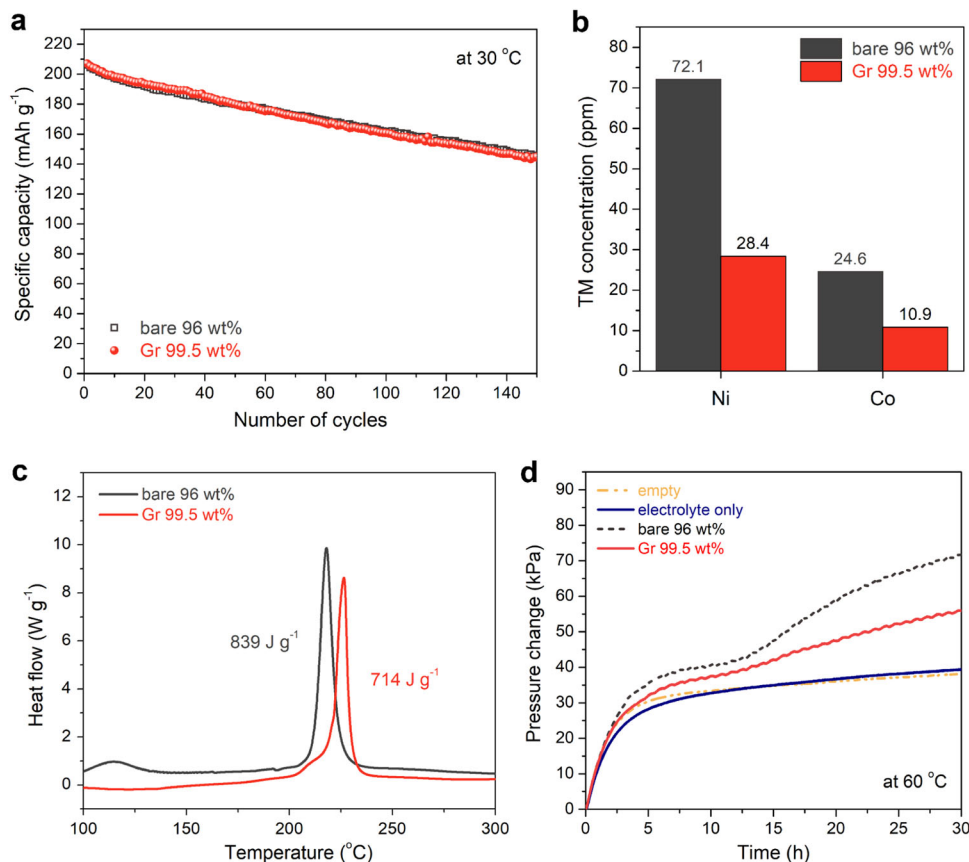 a
at 30 °C
Specific capacity (mAh g⁻¹)
220
200
180
160
140
120
100
80
60
40
20
0
bare 96 wt%
Gr 99.5 wt%
0 20 40 60 80 100 120 140
Number of cycles
b
bare 96 wt%
Gr 99.5 wt%
TM concentration (ppm)
80
70
60
50
40
30
20
10
0
72.1
28.4
24.6
10.9
Ni Co
c
bare 96 wt%
Gr 99.5 wt%
Heat flow (W g⁻¹)
12
10
8
6
4
2
0
839 J g⁻¹
714 J g⁻¹
100 150 200 250 300
Temperature (°C)
d
empty
electrolyte only
bare 96 wt%
Gr 99.5 wt%
Pressure change (kPa)
90
80
70
60
50
40
30
20
10
0
at 60 °C
0 5 10 15 20 25 30
Time (h)